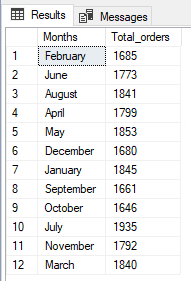 Results Messages
Months Total_orders
1 February 1685
2 June 1773
3 August 1841
4 April 1799
5 May 1853
6 December 1680
7 January 1845
8 September 1661
9 October 1646
10 July 1935
11 November 1792
12 March 1840